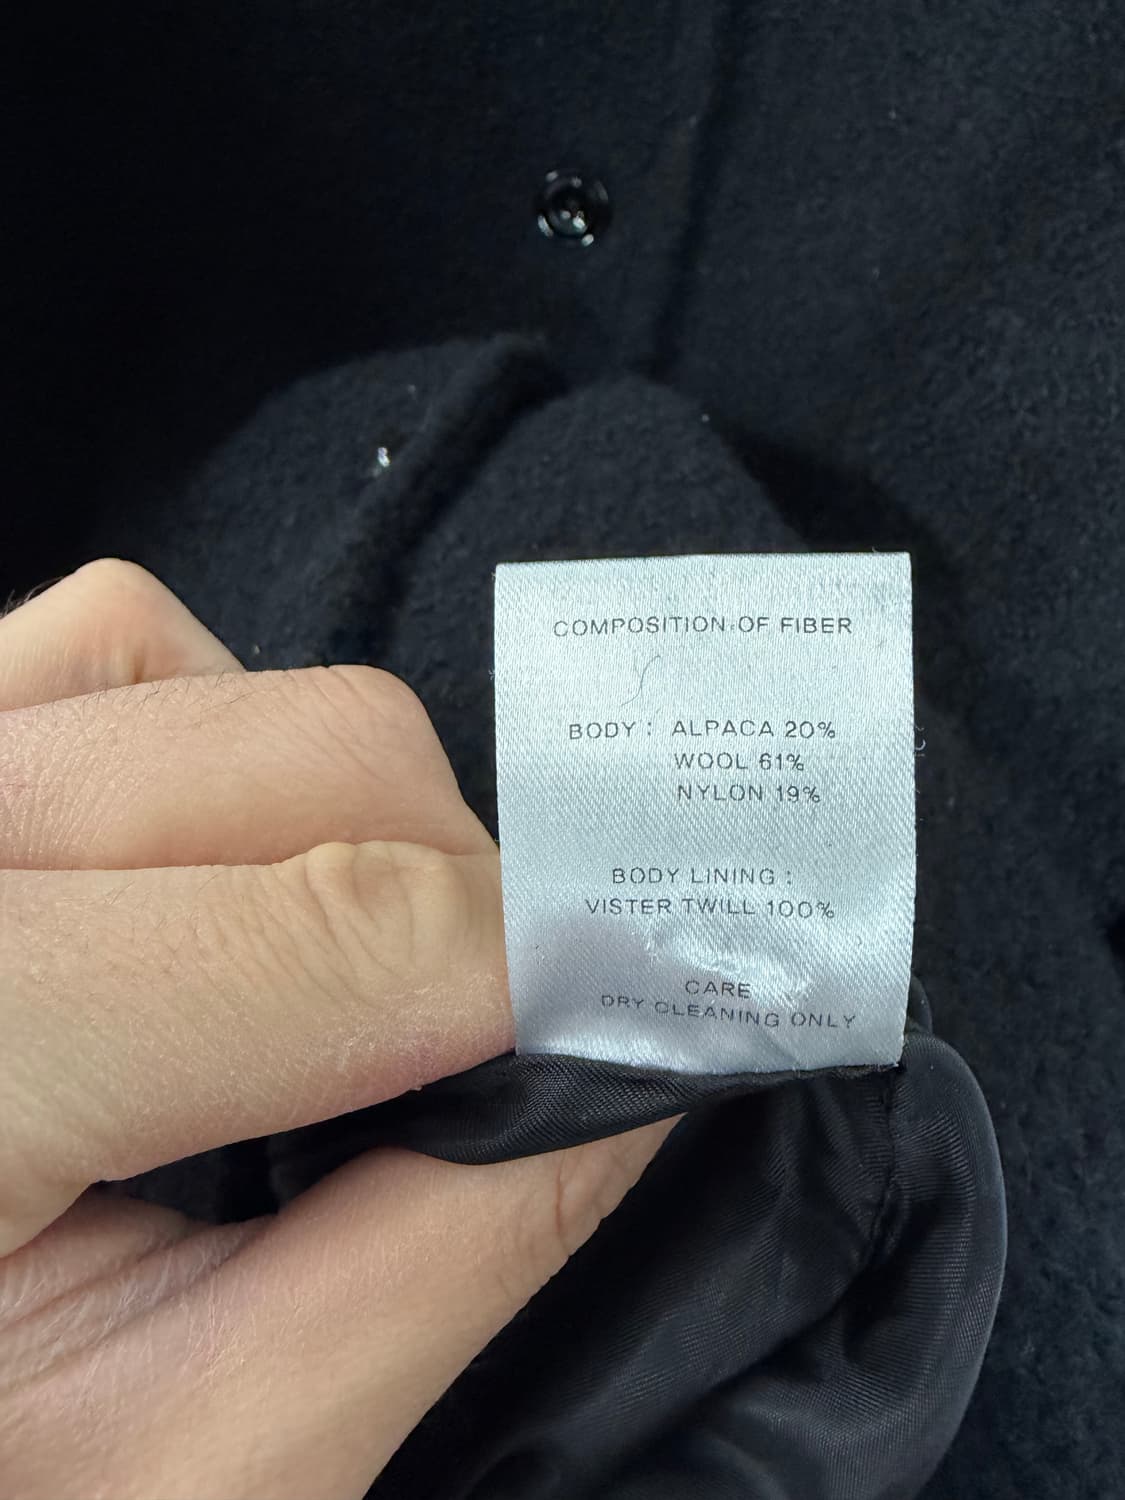 COMPOSITION OF FIBER
BODY : ALPACA 20%
WOOL 61%
NYLON 19%
BODY LINING :
VISTER TWILL 100%
CARE
DRY CLEANING ONLY